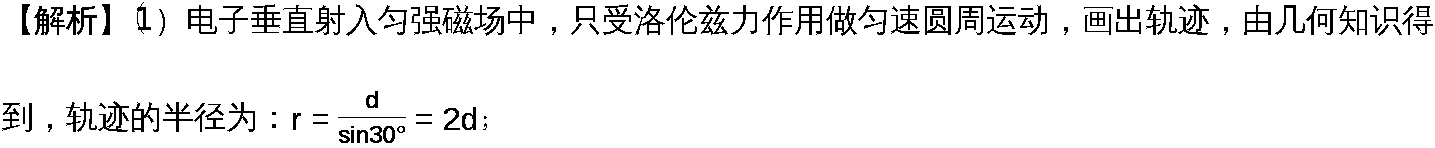 【解析】(1）电子垂直射入匀强磁场中，只受洛伦兹力作用做匀速圆周运动，画出轨迹，由几何知识得
到，轨迹的半径为：r = d/sin30° = 2d；